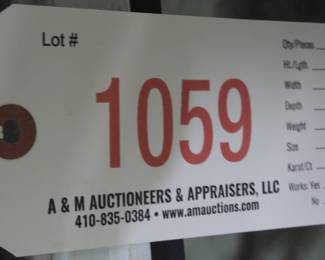 Lot #
1059
A & M AUCTIONEERS & APPRAISERS, LLC
410-835-0384 • www.amauctions.com
Qty/Pieces
Ht./Lgth
Width
Depth
Weight
Size
Karat/Ct
Works: Yes
No